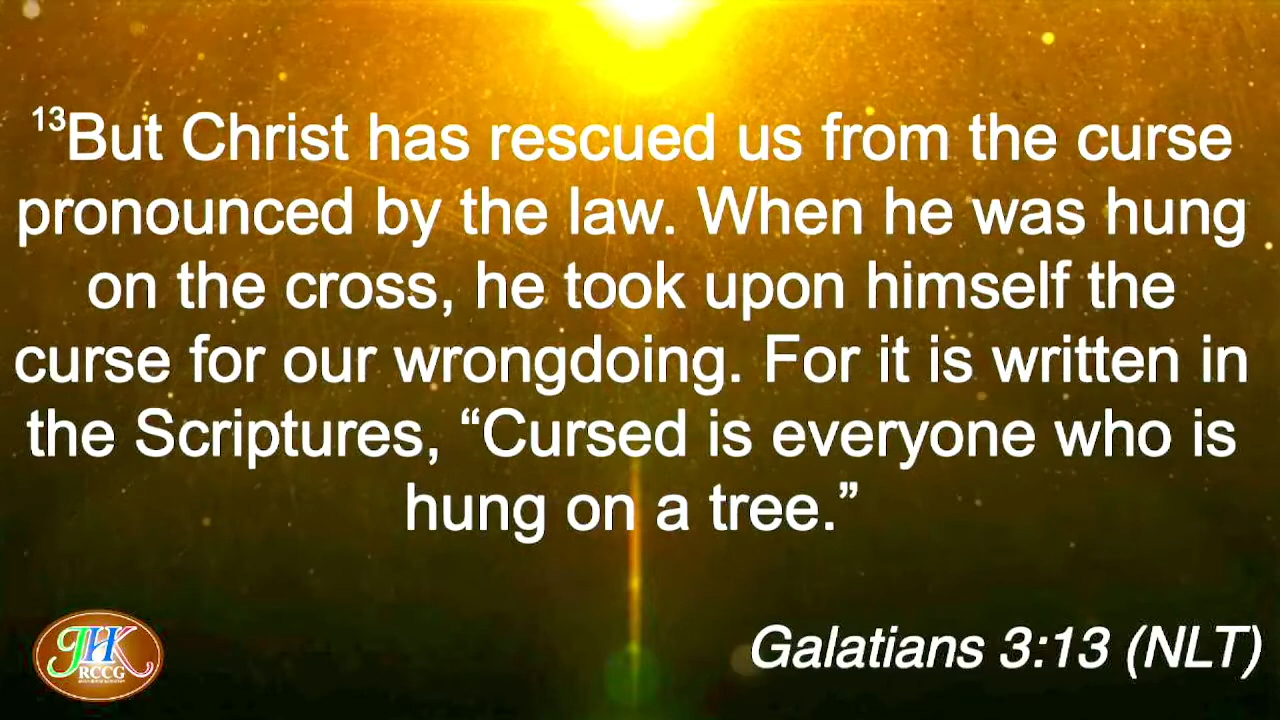 13But Christ has rescued us from the curse
pronounced by the law. When he was hung
on the cross, he took upon himself the
curse for our wrongdoing. For it is written in
the Scriptures, “Cursed is everyone who is
hung on a tree.”
Galatians 3:13 (NLT)
JHK
RCCG